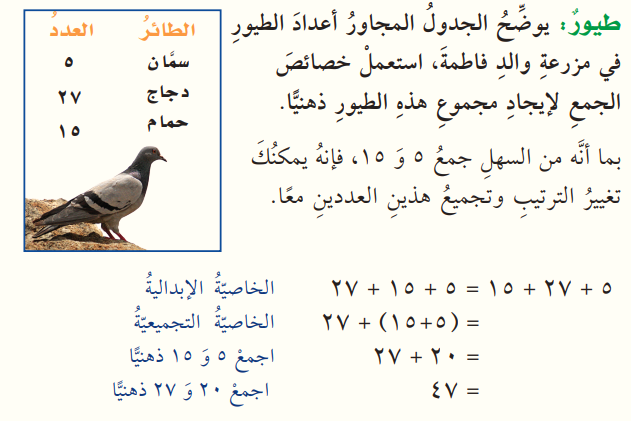 طيورٌ: يوضِّحُ الجدولُ المجاورُ أعدادَ الطيورِ
في مزرعةِ والدِ فاطمةَ، استعملْ خصائصَ
الجمعِ لإيجادِ مجموعِ هذهِ الطيورِ ذهنيًّا.
بما أنَّه من السهلِ جمعُ ٥ وَ ١٥، فإنهُ يمكنُكَ
تغييرُ الترتيبِ وتجميعُ هذينِ العددينِ معًا.
الطائرُ العددُ
سمَّان ٥
دجاج ٢٧
حمام ١٥
٥ + ٢٧ + ١٥ = ٥ + ١٥ + ٢٧ الخاصيّةُ الإبداليةُ
= (٥+١٥) + ٢٧ الخاصيّةُ التجميعيّةُ
= ٢٠ + ٢٧ اجمعْ ٥ وَ ١٥ ذهنيًّا
= ٤٧ اجمعْ ٢٠ وَ ٢٧ ذهنيًّا